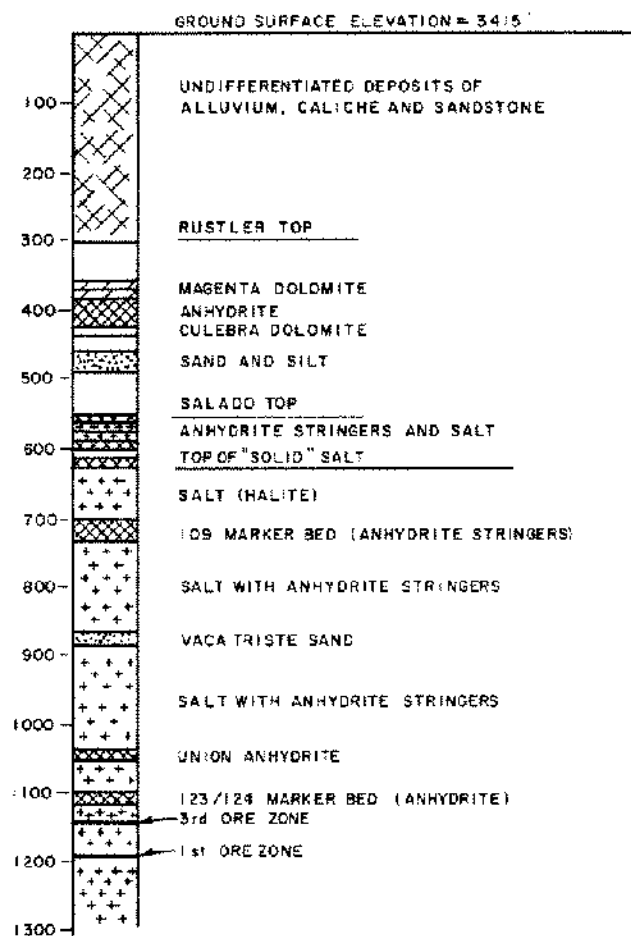 GROUND SURFACE ELEVATION = 3415'
UNDIFFERENTIATED DEPOSITS OF
100
ALLUVIUM, CALICHE AND SANDSTONE
200
RUSTLER TOP
300
MAGENTA DOLOMITE
400
ANHYDRITE
CULEBRA DOLOMITE
SAND AND SILT
500
SALADO TOP
ANHYDRITE STRINGERS AND SALT
600
TOP OF "SOLID" SALT
SALT (HALITE)
700
109 MARKER BED (ANHYDRITE STRINGERS)
800
SALT WITH ANHYDRITE STRINGERS
VACA TRISTE SAND
900
SALT WITH ANHYDRITE STRINGERS
1000
UNION ANHYDRITE
1100
123/124 MARKER BED (ANHYDRITE)
3rd ORE ZONE
1st ORE ZONE
1200
1300